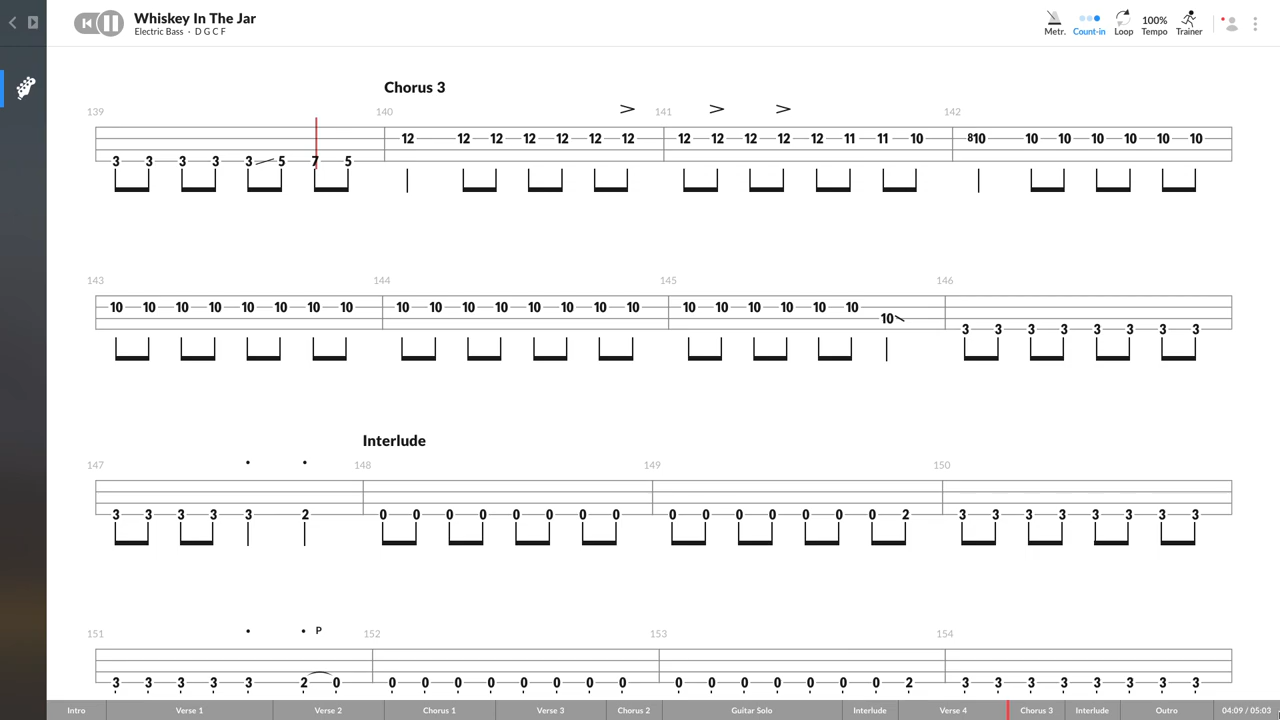 Whiskey In The Jar
Electric Bass · D G C F
Metr.
Count-in
Loop
100%
Tempo
Trainer
Chorus 3
139 140 > 141 > > 142
12 12 12 12 12 12 12 12 12 12 12 12 11 11 10 8 10 10 10 10 10 10 10
3 3 3 3 3 5 7 5
143 144 145 146
10 10 10 10 10 10 10 10 10 10 10 10 10 10 10 10 10 10 10 10 10 10
10
3 3 3 3 3 3 3 3
Interlude
147 148 149 150
3 3 3 3 3 2 0 0 0 0 0 0 0 0 0 0 0 0 0 0 0 2 3 3 3 3 3 3 3 3
P
151 152 153 154
3 3 3 3 3 2 0 0 0 0 0 0 0 0 0 0 0 0 0 0 0 0 2 3 3 3 3 3 3 3 3
Intro Verse 1 Verse 2 Chorus 1 Verse 3 Chorus 2 Guitar Solo Interlude Verse 4 Chorus 3 Interlude Outro 04:09 / 05:03